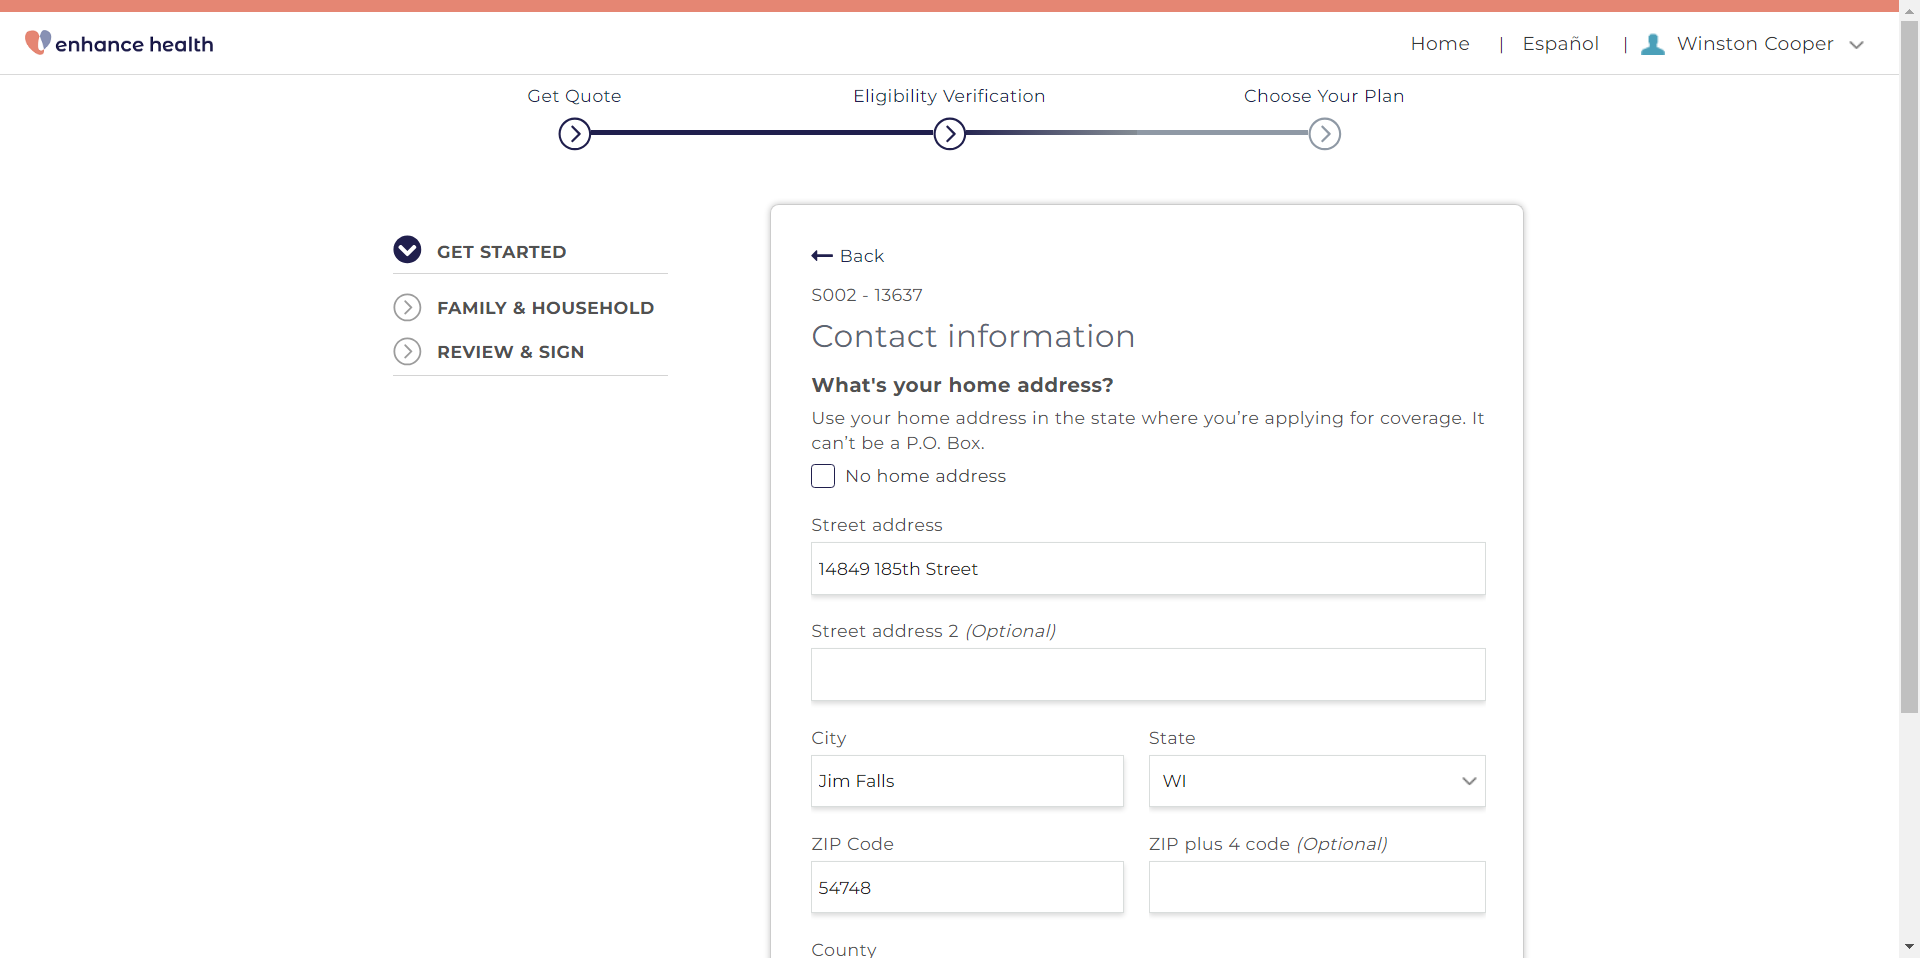 enhance health
Home | Español | Winston Cooper
Get Quote
Eligibility Verification
Choose Your Plan
GET STARTED
FAMILY & HOUSEHOLD
REVIEW & SIGN
Back
S002 - 13637
Contact information
What's your home address?
Use your home address in the state where you’re applying for coverage. It
can’t be a P.O. Box.
No home address
Street address
14849 185th Street
Street address 2 (Optional)
City
State
Jim Falls
WI
ZIP Code
ZIP plus 4 code (Optional)
54748
County